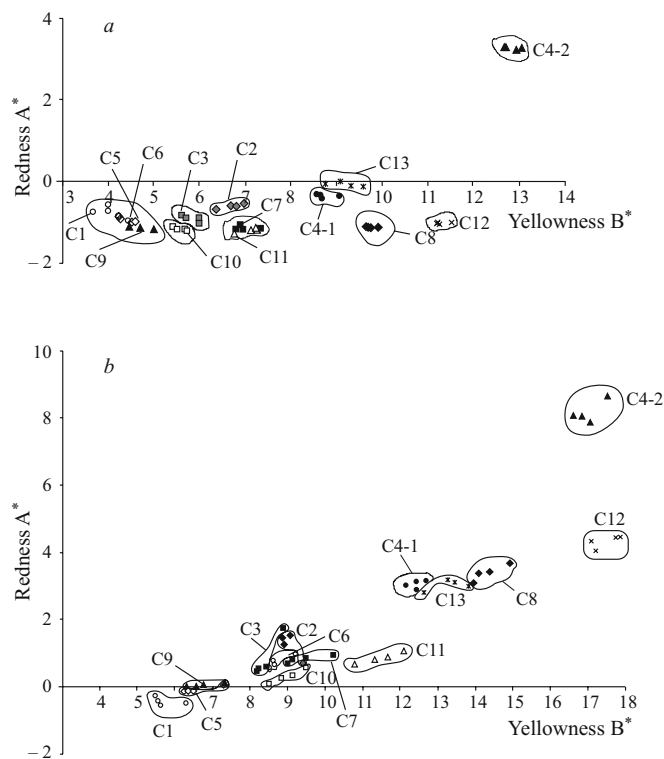 a
4
2
0
– 2
Redness A*
C4-2
C13
C5 C6 C3 C2
3 4 5 6 7 8 9 10 11 12 13 14
C1 C9 C10 C7 C11 C4-1 C8 C12
Yellowness B*
b
10
8
6
4
2
0
– 2
Redness A*
C4-2
C12
C4-1
C13 C8
C3 C2 C6 C11
C9 C10
C5 C7
4 5 6 7 8 9 10 11 12 13 14 15 16 17 18
C1
Yellowness B*